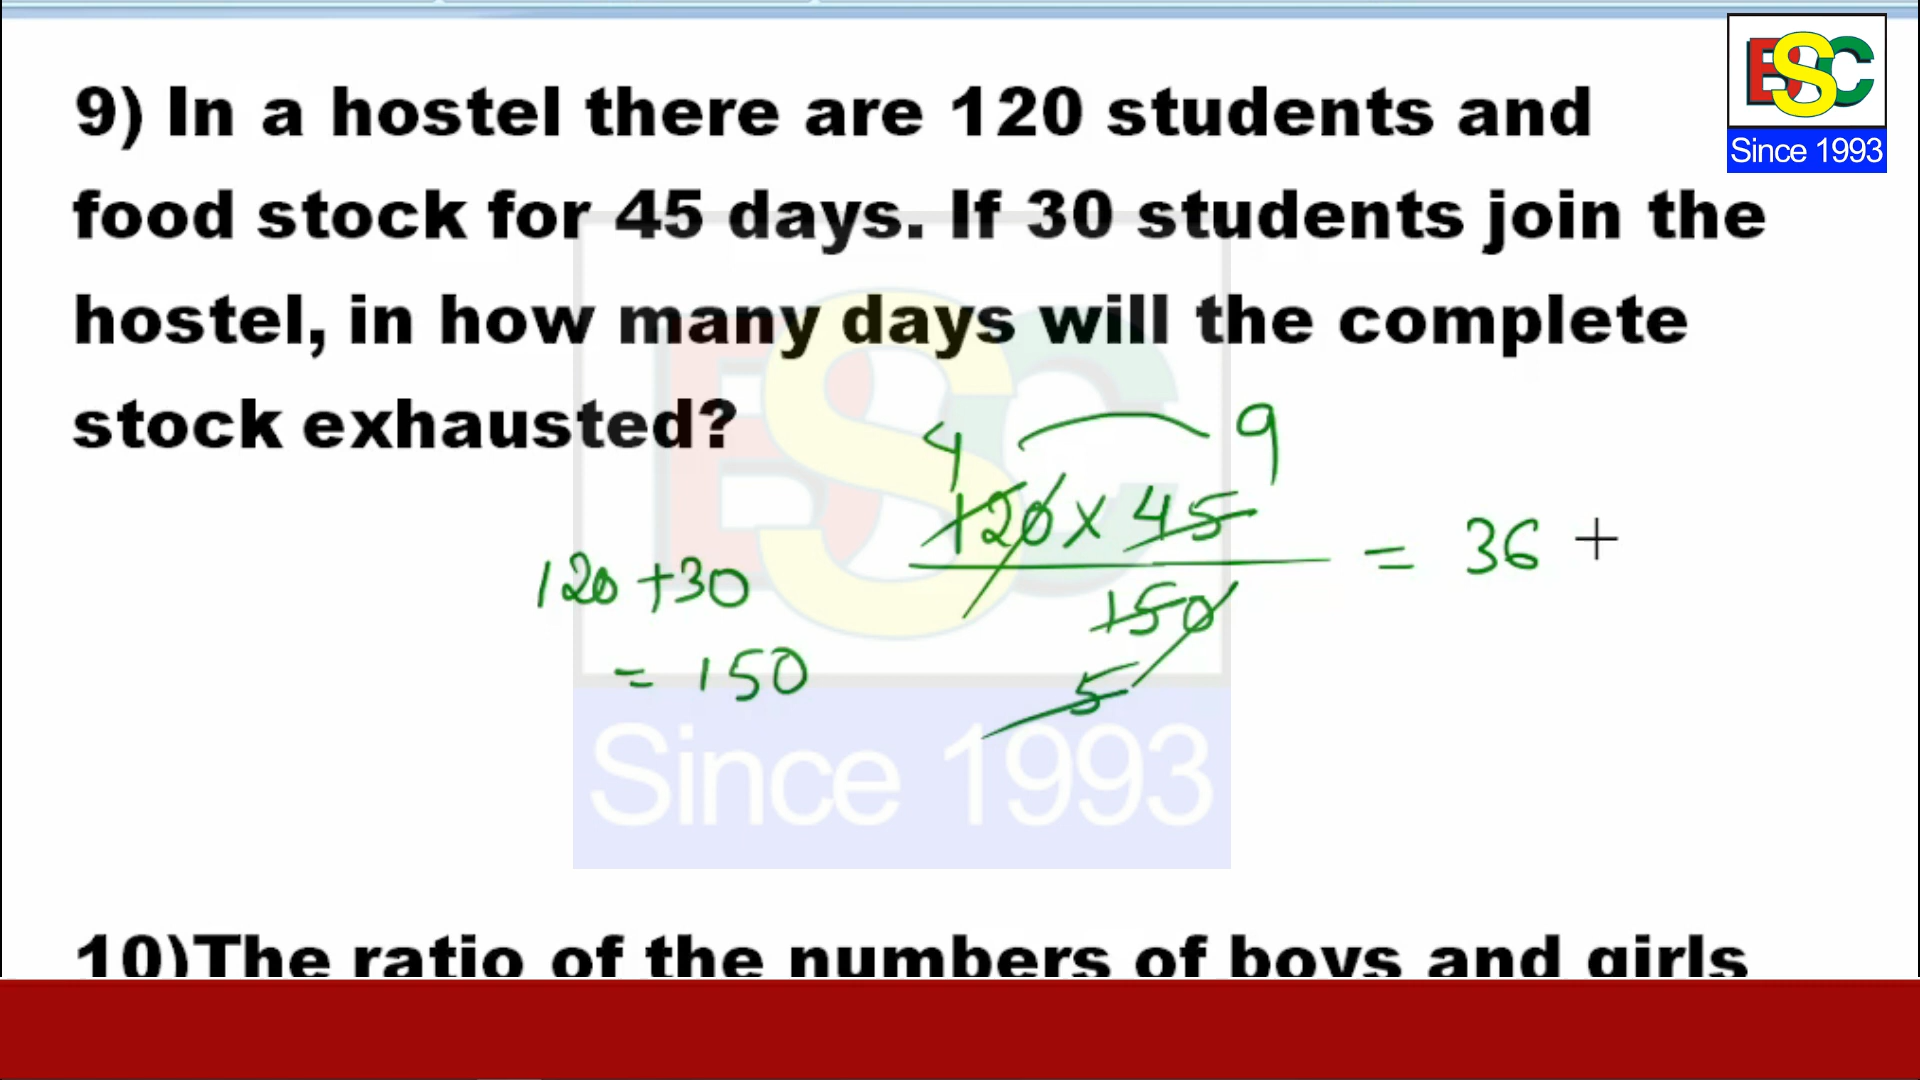 ESC
Since 1993
9) In a hostel there are 120 students and
food stock for 45 days. If 30 students join the
hostel, in how many days will the complete
stock exhausted?
4 9
120 x 45
= 36
150
5
120 + 30
= 150
ESC
Since 1993
10)The ratio of the numbers of boys and girls